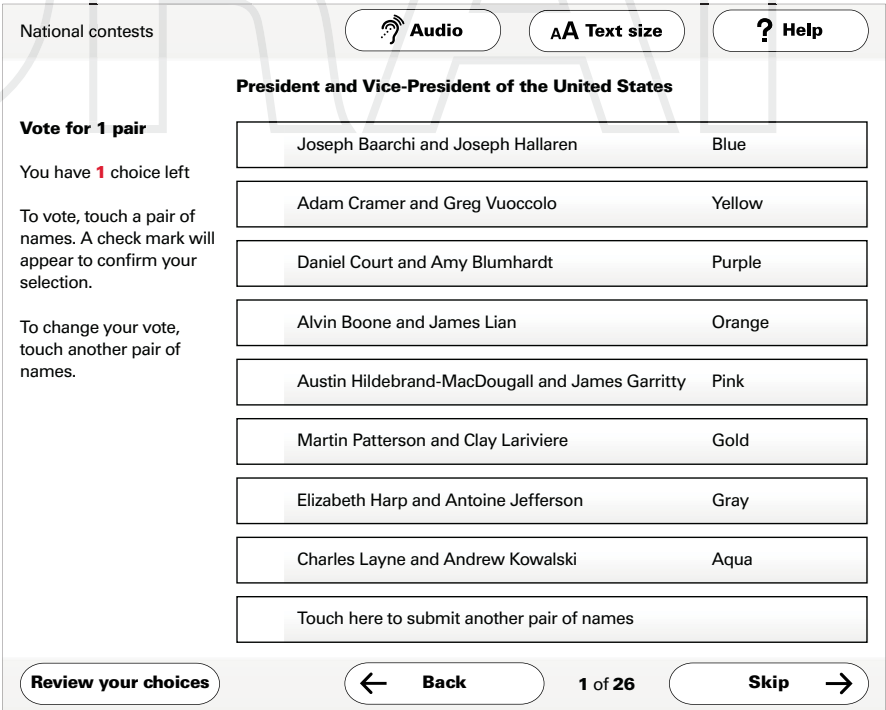 National contests
Audio
AA Text size
? Help
President and Vice-President of the United States
Vote for 1 pair
You have 1 choice left
To vote, touch a pair of
names. A check mark will
appear to confirm your
selection.
To change your vote,
touch another pair of
names.
Joseph Baarchi and Joseph Hallaren Blue
Adam Cramer and Greg Vuoccolo Yellow
Daniel Court and Amy Blumhardt Purple
Alvin Boone and James Lian Orange
Austin Hildebrand-MacDougall and James Garritty Pink
Martin Patterson and Clay Lariviere Gold
Elizabeth Harp and Antoine Jefferson Gray
Charles Layne and Andrew Kowalski Aqua
Touch here to submit another pair of names
Review your choices
← Back
1 of 26
Skip →